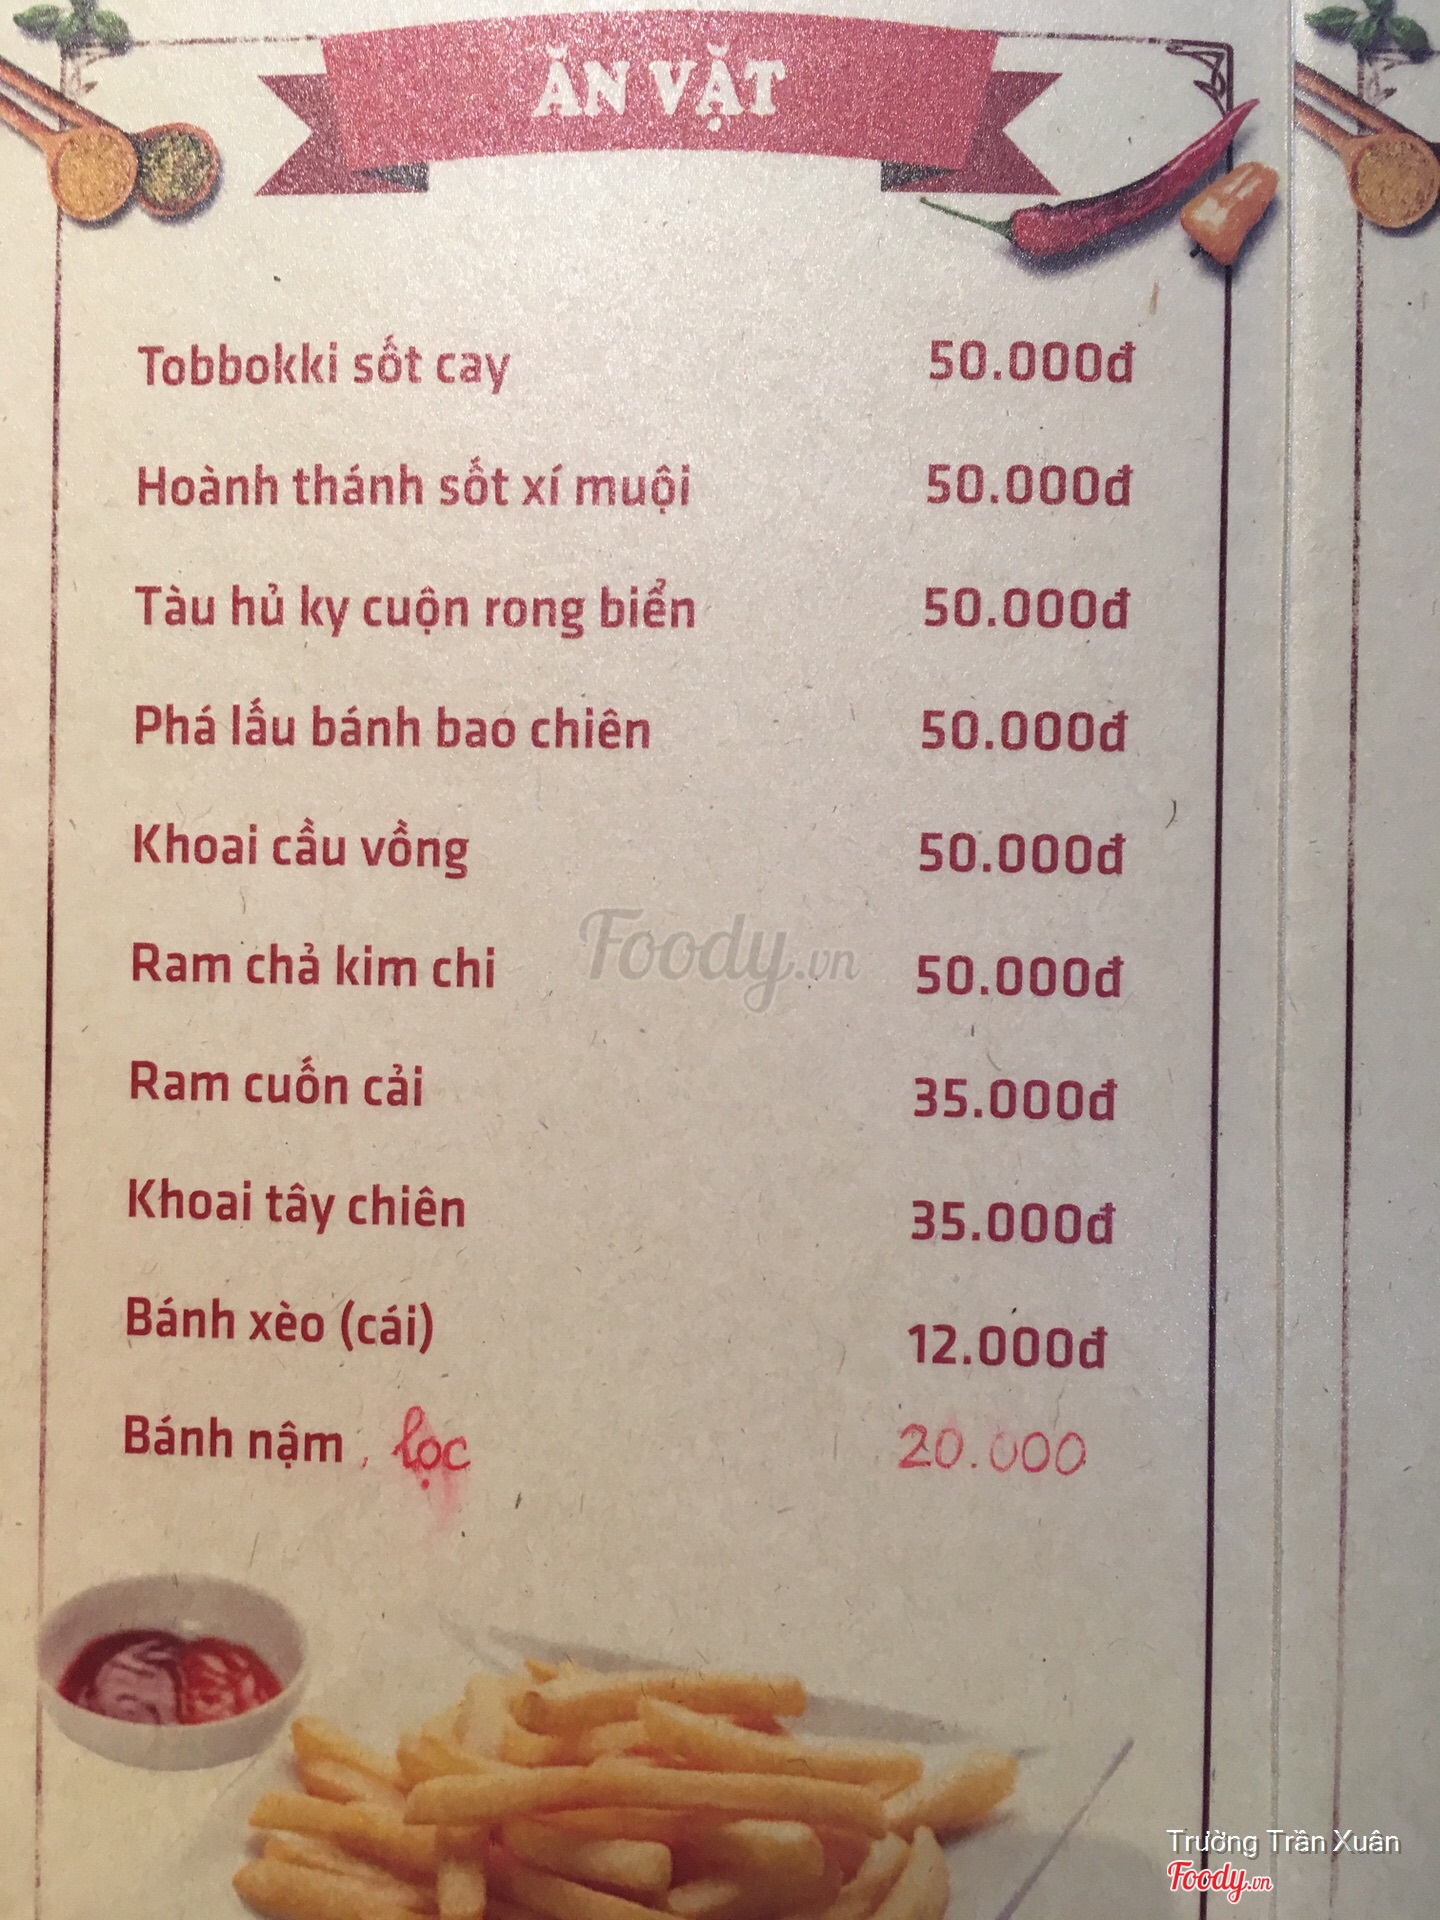 ĂN VẶT
Tobbokki sốt cay 50.000đ
Hoành thánh sốt xí muội 50.000đ
Tàu hủ ky cuộn rong biển 50.000đ
Phá lấu bánh bao chiên 50.000đ
Khoai cầu vồng 50.000đ
Foody.vn
Ram chả kim chi 50.000đ
Ram cuốn cải 35.000đ
Khoai tây chiên 35.000đ
Bánh xèo (cái) 12.000đ
Bánh nậm, lọc 20.000
Trường Trần Xuân
Foody.vn